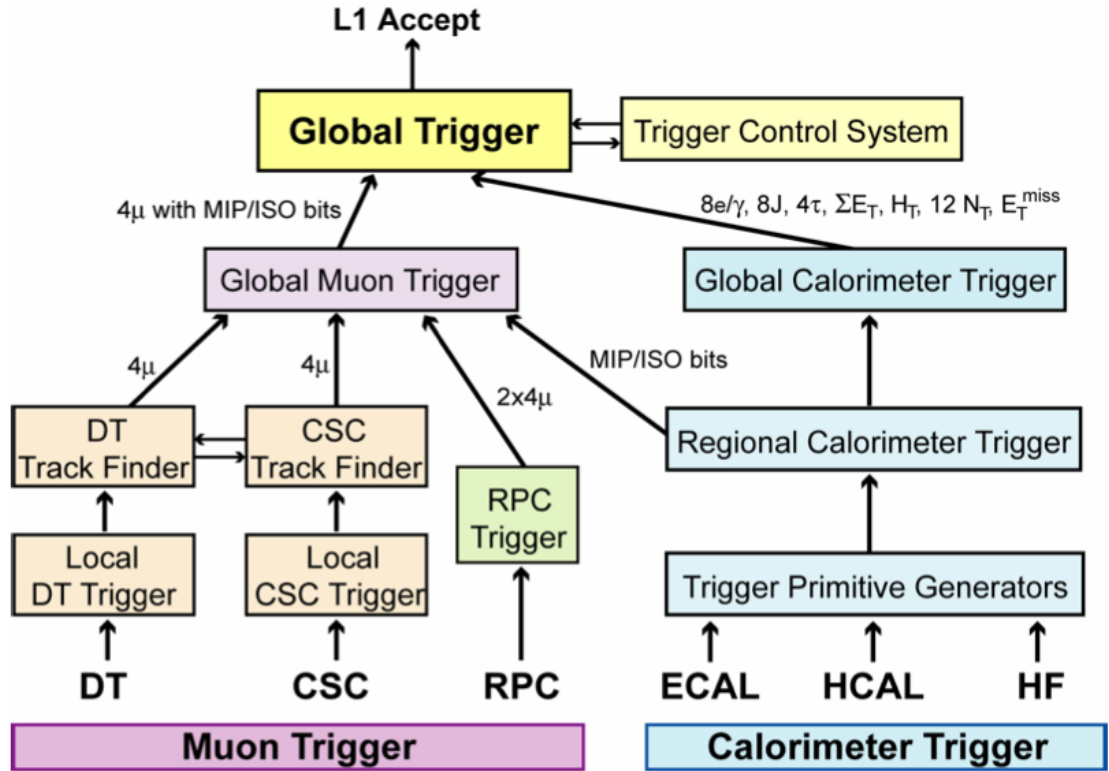 L1 Accept
Global Trigger
Trigger Control System
4μ with MIP/ISO bits
8e/γ, 8J, 4τ, ΣE_T, H_T, 12 N_T, E_T^miss
Global Muon Trigger
Global Calorimeter Trigger
4μ
4μ
MIP/ISO bits
2x4μ
DT
Track Finder
CSC
Track Finder
Regional Calorimeter Trigger
RPC
Trigger
Local
DT Trigger
Local
CSC Trigger
Trigger Primitive Generators
DT
CSC
RPC
ECAL
HCAL
HF
Muon Trigger
Calorimeter Trigger